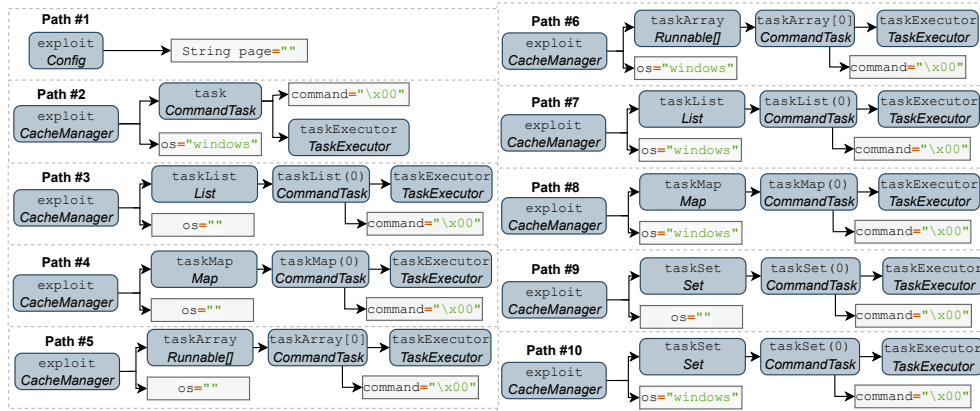 Path #1
exploit
Config
String page=""
Path #2
exploit
CacheManager
task
CommandTask
os="windows"
command="\x00"
taskExecutor
TaskExecutor
Path #3
exploit
CacheManager
taskList
List
os=""
taskList(0)
CommandTask
taskExecutor
TaskExecutor
command="\x00"
Path #4
exploit
CacheManager
taskMap
Map
os=""
taskMap(0)
CommandTask
taskExecutor
TaskExecutor
command="\x00"
Path #5
exploit
CacheManager
taskArray
Runnable[]
os=""
taskArray[0]
CommandTask
taskExecutor
TaskExecutor
command="\x00"
Path #6
exploit
CacheManager
taskArray
Runnable[]
os="windows"
taskArray[0]
CommandTask
taskExecutor
TaskExecutor
command="\x00"
Path #7
exploit
CacheManager
taskList
List
os="windows"
taskList(0)
CommandTask
taskExecutor
TaskExecutor
command="\x00"
Path #8
exploit
CacheManager
taskMap
Map
os="windows"
taskMap(0)
CommandTask
taskExecutor
TaskExecutor
command="\x00"
Path #9
exploit
CacheManager
taskSet
Set
os=""
taskSet(0)
CommandTask
taskExecutor
TaskExecutor
command="\x00"
Path #10
exploit
CacheManager
taskSet
Set
os="windows"
taskSet(0)
CommandTask
taskExecutor
TaskExecutor
command="\x00"